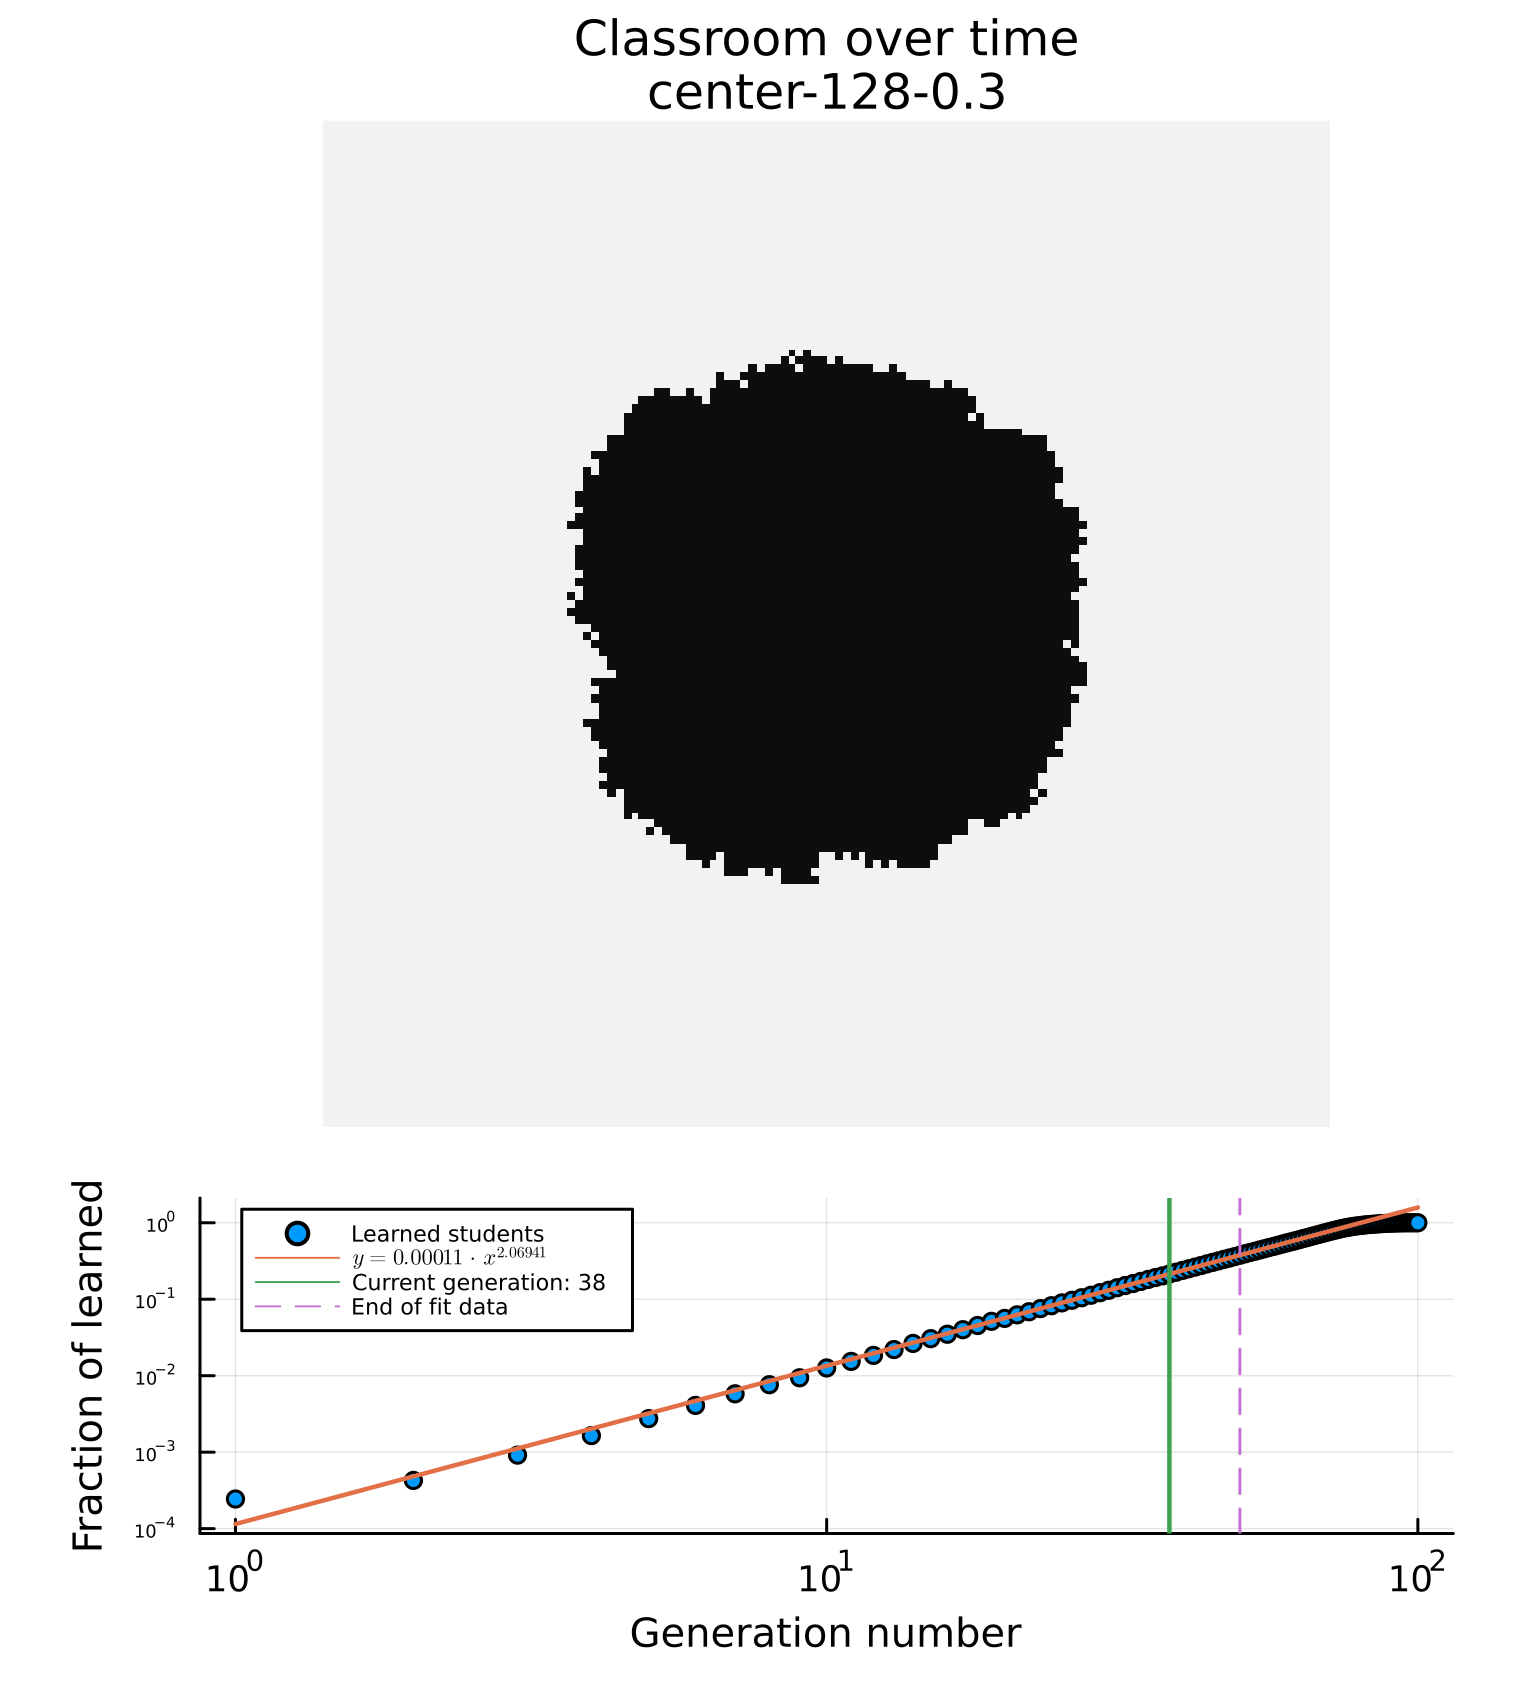 Classroom over time
center-128-0.3
Fraction of learned
10^0
10^-1
10^-2
10^-3
10^-4
Learned students
y = 0.00011 · x^2.06941
Current generation: 38
End of fit data
10^0 10^1 10^2
Generation number